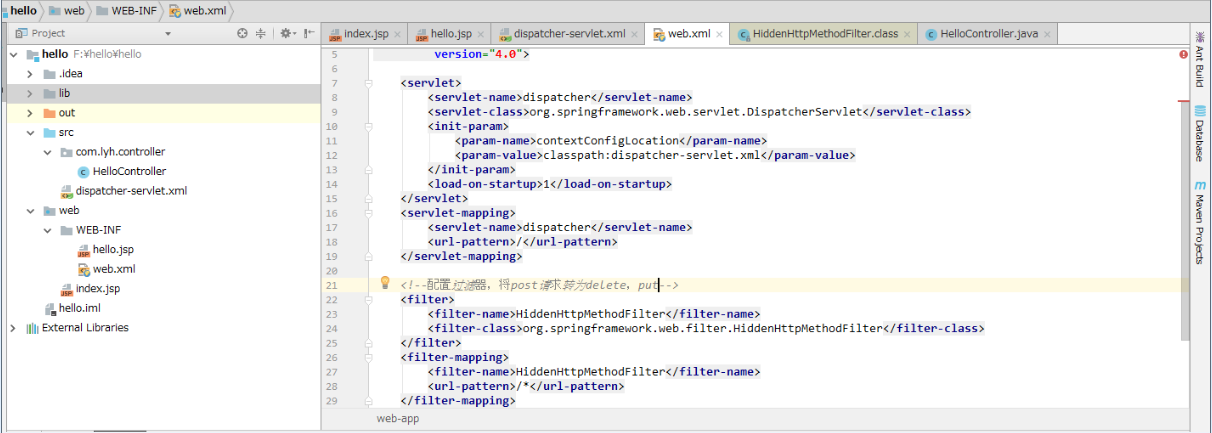 hello web WEB-INF web.xml
Project
hello F:¥hello¥hello
.idea
lib
out
src
com.lyh.controller
HelloController
dispatcher-servlet.xml
web
WEB-INF
hello.jsp
web.xml
index.jsp
hello.iml
External Libraries
index.jsp hello.jsp dispatcher-servlet.xml web.xml HiddenHttpMethodFilter.class HelloController.java
5 version="4.0">
6
7 <servlet>
8 <servlet-name>dispatcher</servlet-name>
9 <servlet-class>org.springframework.web.servlet.DispatcherServlet</servlet-class>
10 <init-param>
11 <param-name>contextConfigLocation</param-name>
12 <param-value>classpath:dispatcher-servlet.xml</param-value>
13 </init-param>
14 <load-on-startup>1</load-on-startup>
15 </servlet>
16 <servlet-mapping>
17 <servlet-name>dispatcher</servlet-name>
18 <url-pattern>/</url-pattern>
19 </servlet-mapping>
20
21 <!--配置过滤器，将post请求转为delete，put-->
22 <filter>
23 <filter-name>HiddenHttpMethodFilter</filter-name>
24 <filter-class>org.springframework.web.filter.HiddenHttpMethodFilter</filter-class>
25 </filter>
26 <filter-mapping>
27 <filter-name>HiddenHttpMethodFilter</filter-name>
28 <url-pattern>/*</url-pattern>
29 </filter-mapping>
web-app
Ant Build
Database
Maven Projects